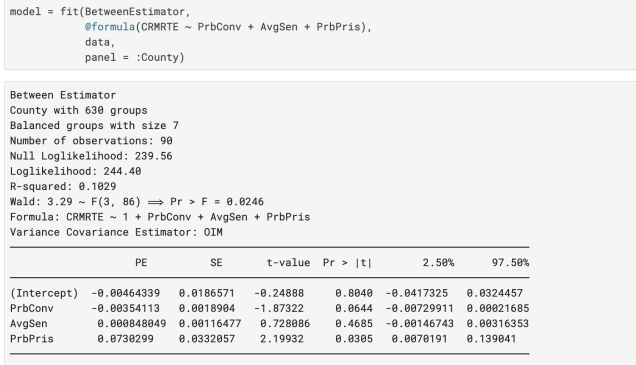 model = fit(BetweenEstimator,
@formula(CRMRTE ~ PrbConv + AvgSen + PrbPris),
data,
panel = :County)
Between Estimator
County with 630 groups
Balanced groups with size 7
Number of observations: 90
Null Loglikelihood: 239.56
Loglikelihood: 244.40
R-squared: 0.1029
Wald: 3.29 ~ F(3, 86) ⟹ Pr > F = 0.0246
Formula: CRMRTE ~ 1 + PrbConv + AvgSen + PrbPris
Variance Covariance Estimator: OIM
PE SE t-value Pr > |t| 2.50% 97.50%
(Intercept) -0.00464339 0.0186571 -0.24888 0.8040 -0.0417325 0.0324457
PrbConv -0.00354113 0.0018904 -1.87322 0.0644 -0.00729911 0.00021685
AvgSen 0.000848049 0.00116477 0.728086 0.4685 -0.00146743 0.00316353
PrbPris 0.0730299 0.0332057 2.19932 0.0305 0.0070191 0.139041